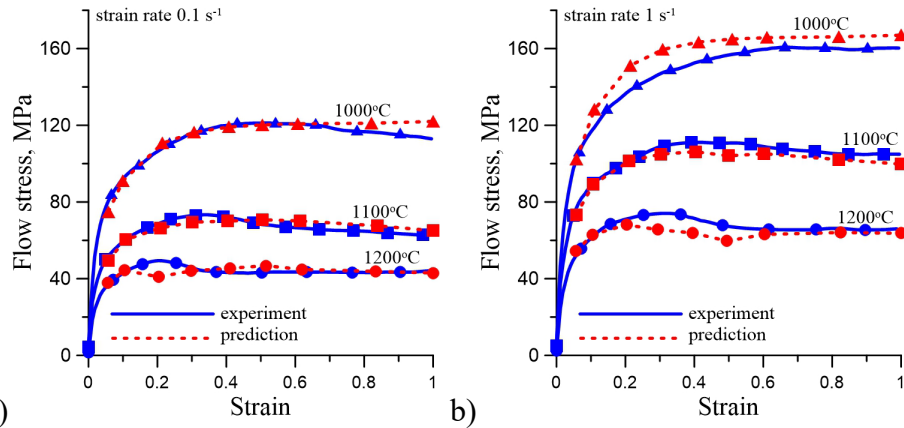 strain rate 0.1 s⁻¹
160
120
80
40
0
Flow stress, MPa
1000°C
1100°C
1200°C
experiment
prediction
0 0.2 0.4 0.6 0.8 1
Strain
)
strain rate 1 s⁻¹
160
120
80
40
0
Flow stress, MPa
1000°C
1100°C
1200°C
experiment
prediction
0 0.2 0.4 0.6 0.8 1
Strain
b)